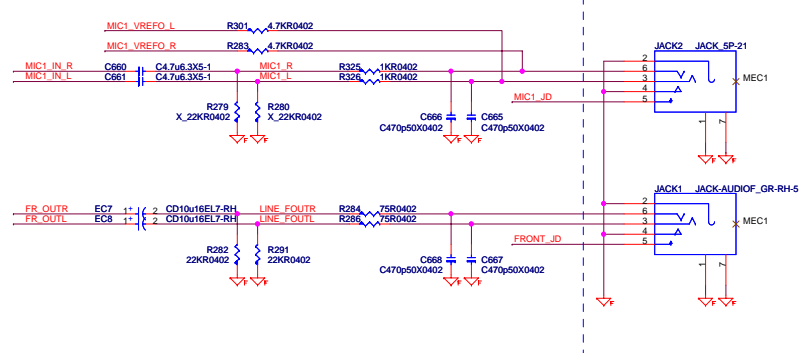 MIC1_VREFO_L R301 4.7KR0402
MIC1_VREFO_R R283 4.7KR0402
JACK2 JACK_5P-21
MIC1_IN_R C660 C4.7u6.3X5-1 MIC1_R R325 1KR0402
MIC1_IN_L C661 MIC1_L R326 1KR0402
2
6
3
4
5
MEC1
MIC1_JD
R279
X_22KR0402
R280
X_22KR0402
C666
C470p50X0402
C665
C470p50X0402
1 7
F F F F F F
JACK1 JACK-AUDIOF_GR-RH-5
FR_OUTR EC7 1 + 2 CD10u16EL7-RH LINE_FOUTR R284 75R0402
FR_OUTL EC8 1 + 2 CD10u16EL7-RH LINE_FOUTL R286 75R0402
2
6
3
4
5
MEC1
FRONT_JD
R282
22KR0402
R291
22KR0402
C668
C470p50X0402
C667
C470p50X0402
1 7
F F F F F F F